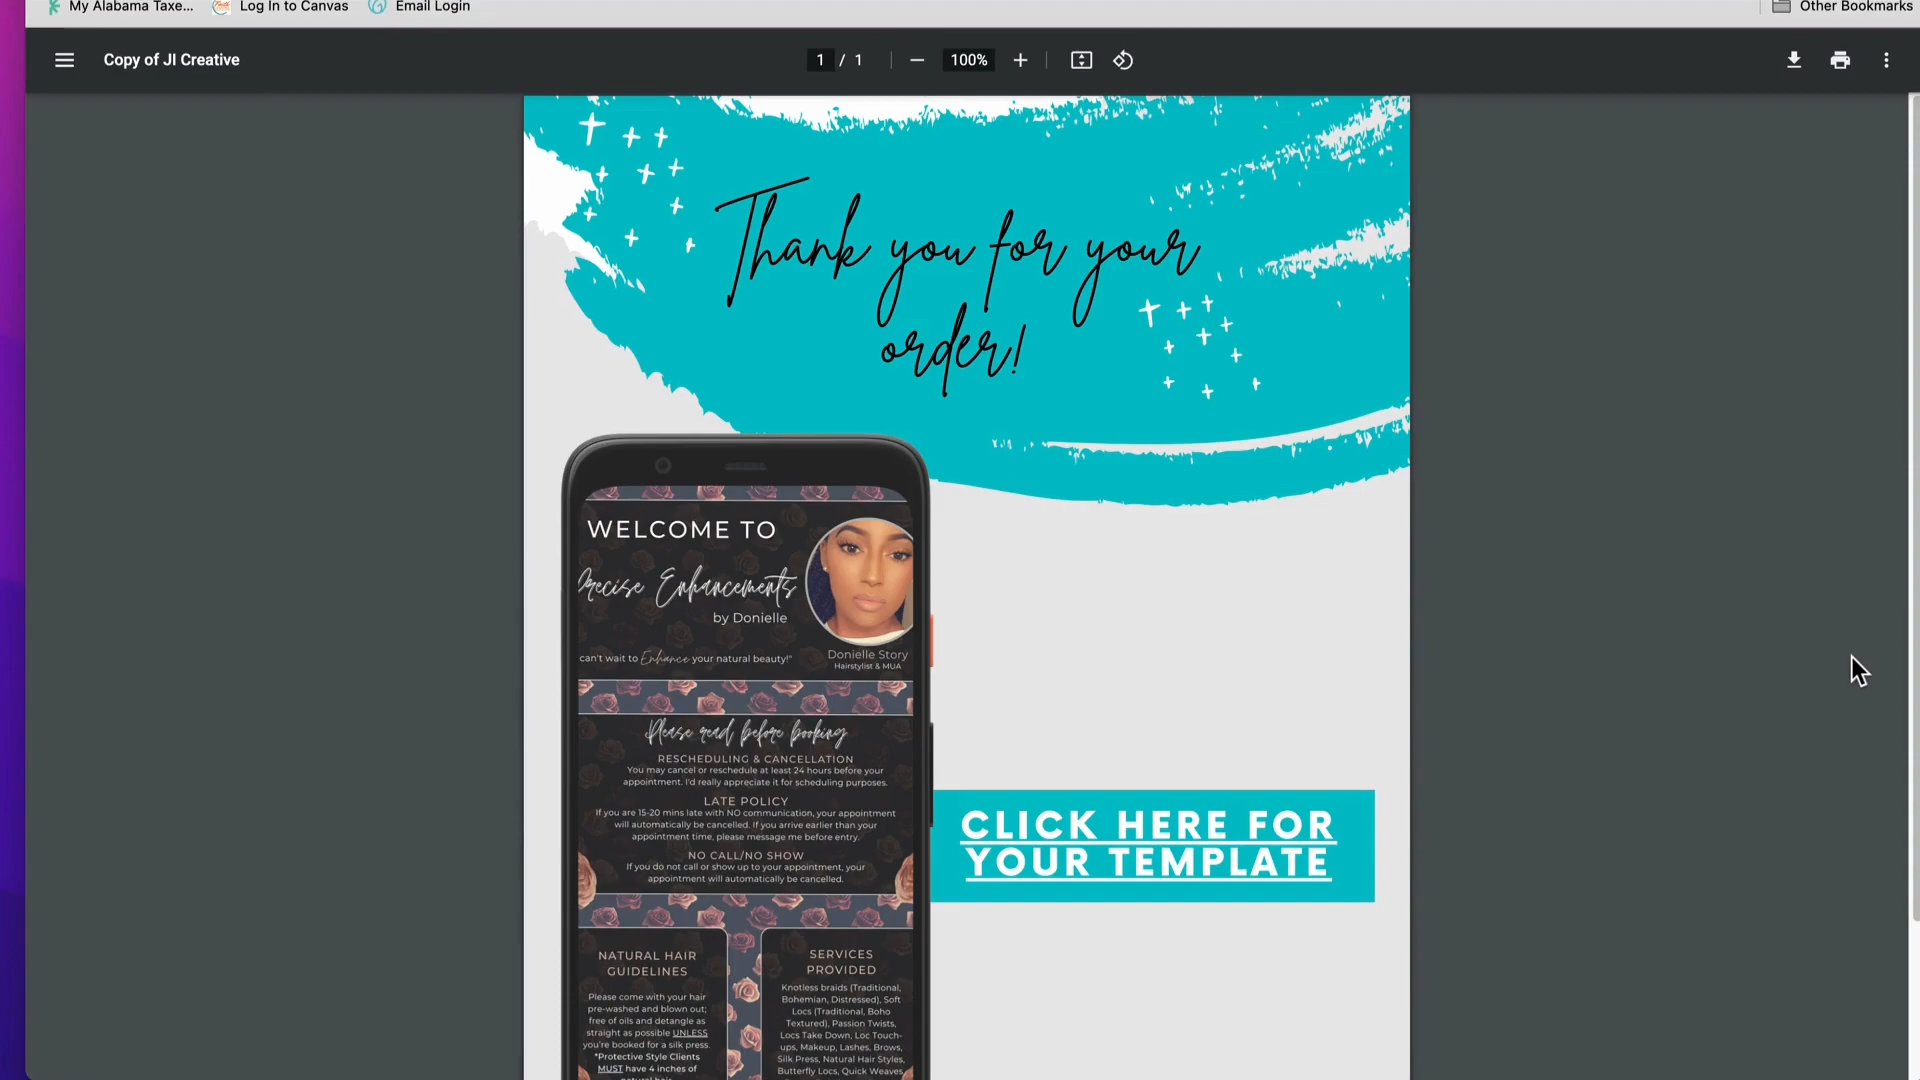 My Alabama Taxe...
Log In to Canvas
Email Login
Other Bookmarks
Copy of JI Creative
1 / 1
100%
Thank you for your
order!
WELCOME TO
Precise Enhancements
by Donielle
can't wait to Enhance your natural beauty!"
Donielle Story
Hairstylist & MUA
Please read before booking
RESCHEDULING & CANCELLATION
You may cancel or reschedule at least 24 hours before your
appointment. I'd really appreciate it for scheduling purposes.
LATE POLICY
If you are 15-20 mins late with NO communication, your appointment
will automatically be cancelled. If you arrive earlier than your
appointment time, please message me before entry.
NO CALL/NO SHOW
If you do not call or show up to your appointment, your
appointment will automatically be cancelled.
CLICK HERE FOR
YOUR TEMPLATE
NATURAL HAIR
GUIDELINES
Please come with your hair
pre-washed and blown out;
free of oils and detangle as
straight as possible UNLESS
you're booked for a silk press.
*Protective Style Clients
MUST have 4 inches of
natural hair
SERVICES
PROVIDED
Knotless braids (Traditional,
Bohemian, Distressed), Soft
Locs (Traditional, Boho
Textured), Passion Twists,
Locs Take Down, Loc Touch-
ups, Makeup, Lashes, Brows,
Silk Press, Natural Hair Styles,
Butterfly Locs, Quick Weaves